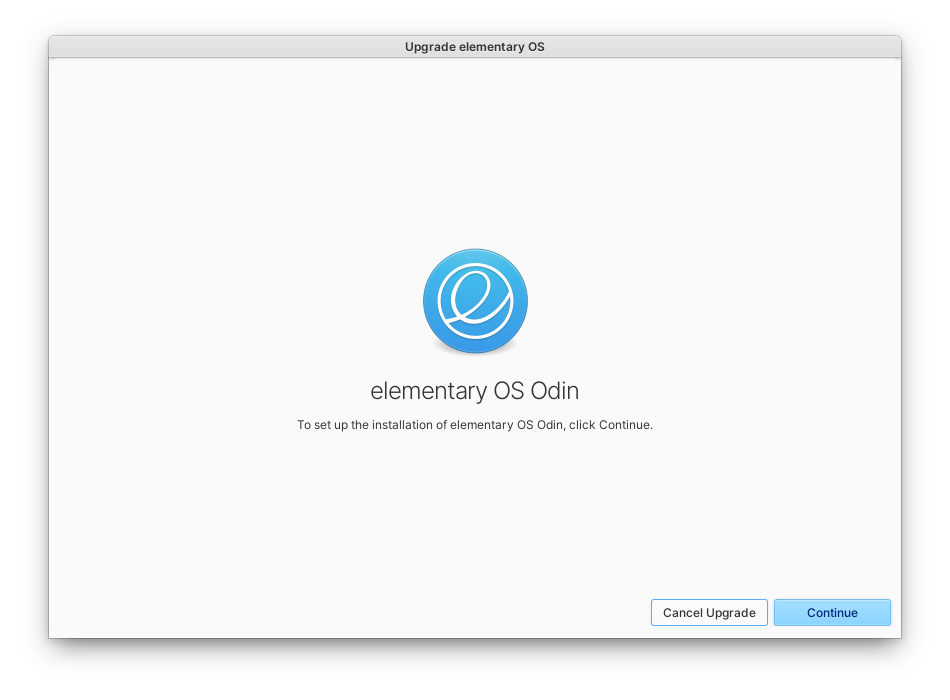 Upgrade elementary OS
elementary OS Odin
To set up the installation of elementary OS Odin, click Continue.
Cancel Upgrade
Continue